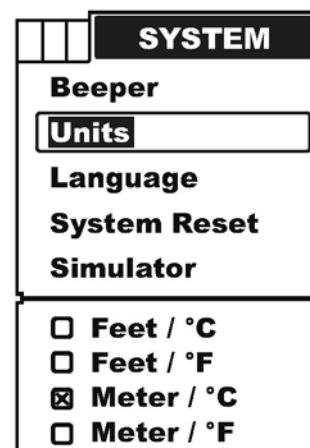 SYSTEM
Beeper
Units
Language
System Reset
Simulator
Feet / °C
Feet / °F
Meter / °C
Meter / °F